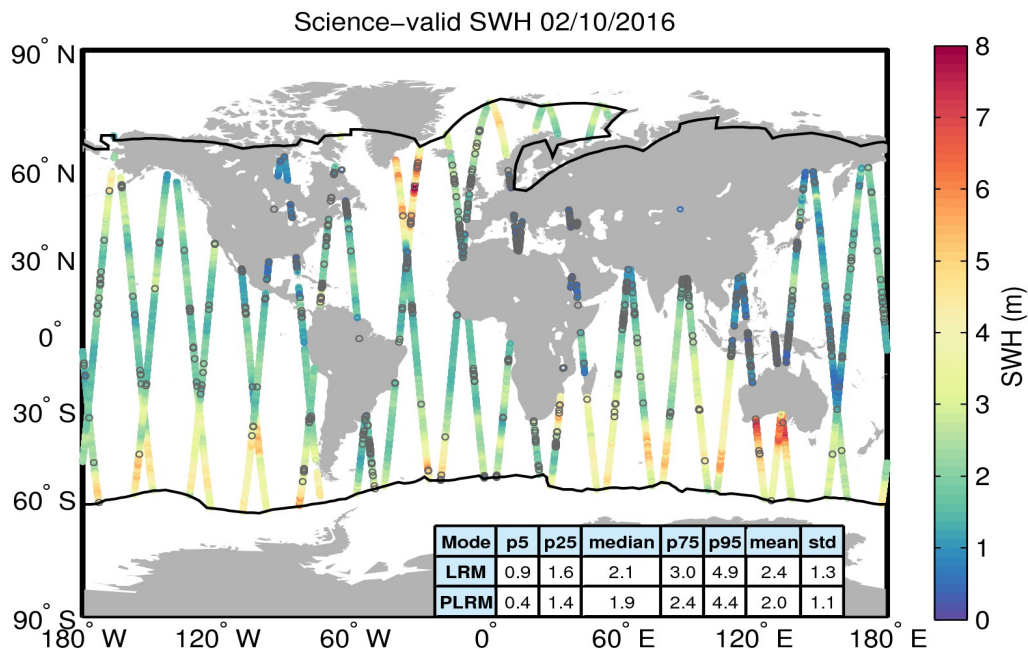 Science−valid SWH 02/10/2016
90° N
60° N
30° N
0°
30° S
60° S
90° S
180° W
120° W
60° W
0°
60° E
120° E
180° E
8
7
6
5
4
3
2
1
0
SWH (m)
Mode p5 p25 median p75 p95 mean std
LRM 0.9 1.6 2.1 3.0 4.9 2.4 1.3
PLRM 0.4 1.4 1.9 2.4 4.4 2.0 1.1